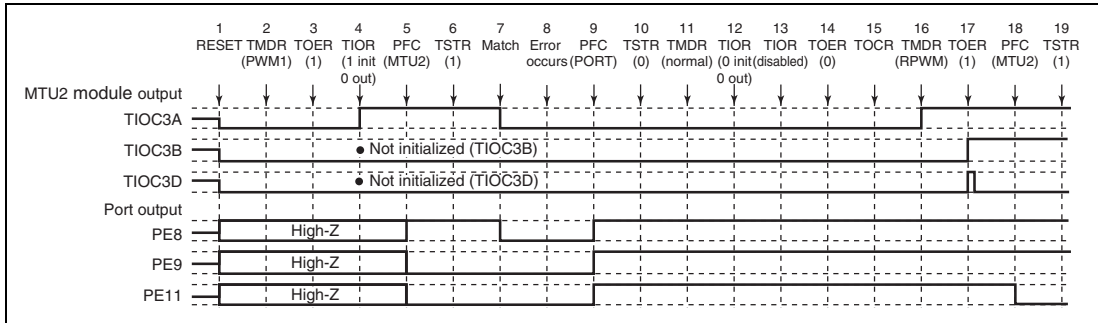 1 2 3 4 5 6 7 8 9 10 11 12 13 14 15 16 17 18 19
RESET TMDR TOER TIOR PFC TSTR Match Error PFC TSTR TMDR TIOR TIOR TOER TOCR TMDR TOER PFC TSTR
(PWM1) (1) (1 init (MTU2) (1) occurs (PORT) (0) (normal) (0 init (disabled) (0) (RPWM) (1) (MTU2) (1)
0 out) 0 out)
MTU2 module output
TIOC3A
TIOC3B • Not initialized (TIOC3B)
TIOC3D • Not initialized (TIOC3D)
Port output
PE8 High-Z
PE9 High-Z
PE11 High-Z